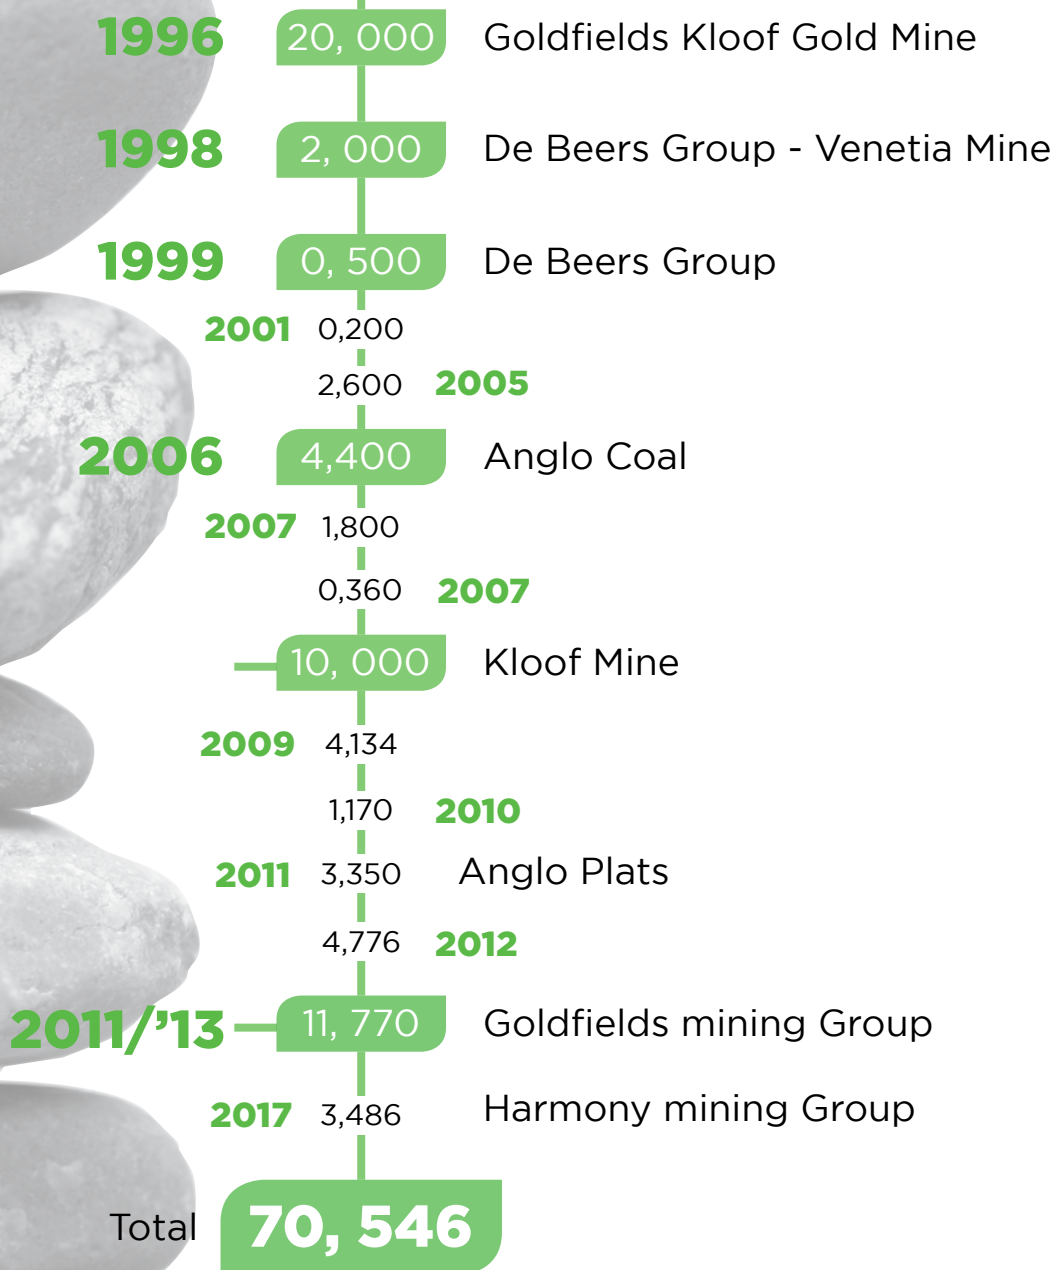 1996 20, 000 Goldfields Kloof Gold Mine
1998 2, 000 De Beers Group - Venetia Mine
1999 0, 500 De Beers Group
2001 0,200
2,600 2005
2006 4,400 Anglo Coal
2007 1,800
0,360 2007
10, 000 Kloof Mine
2009 4,134
1,170 2010
2011 3,350 Anglo Plats
4,776 2012
2011/’13 11, 770 Goldfields mining Group
2017 3,486 Harmony mining Group
Total 70, 546